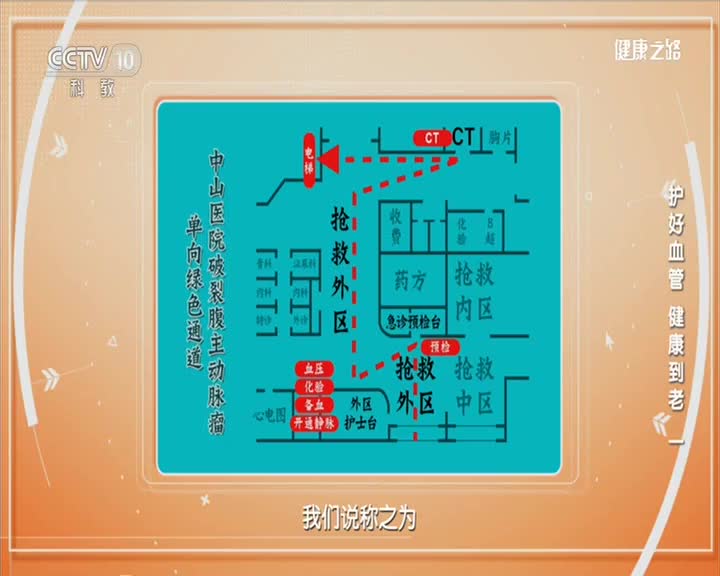 CCTV 10
科教
健康之路
护好血管 健康到老 一
中山医院破裂腹主动脉瘤
单向绿色通道
电梯
CT
CT
胸片
抢救外区
收费
化验
B超
骨科
泌尿科
内科
内科
转诊
外诊
药方
抢救内区
急诊预检台
预检
抢救外区
抢救中区
血压
化验
备血
开通静脉
心电图
外区护士台
我们说称之为